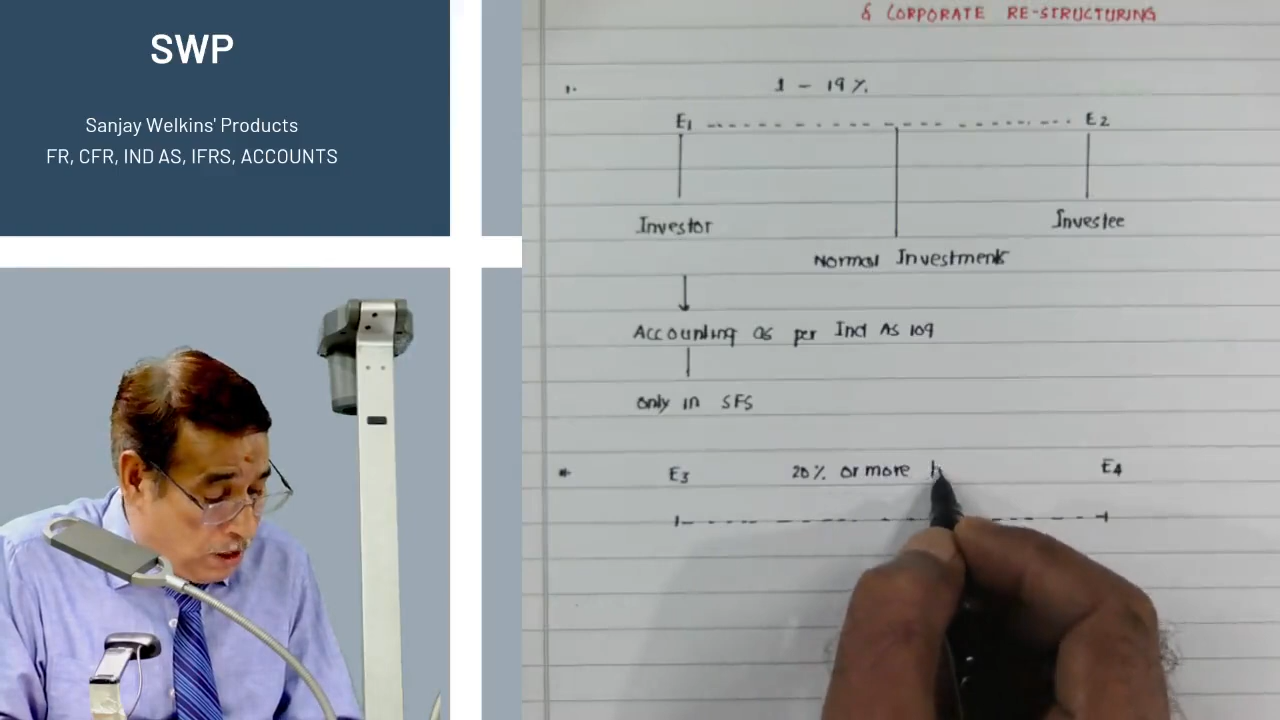 SWP
Sanjay Welkins' Products
FR, CFR, IND AS, IFRS, ACCOUNTS
& CORPORATE RE-STRUCTURING
1. 1 - 19%
E1 E2
Investor Investee
Normal Investments
Accounting as per Ind AS 109
only in SFS
* E3 20% or more E4